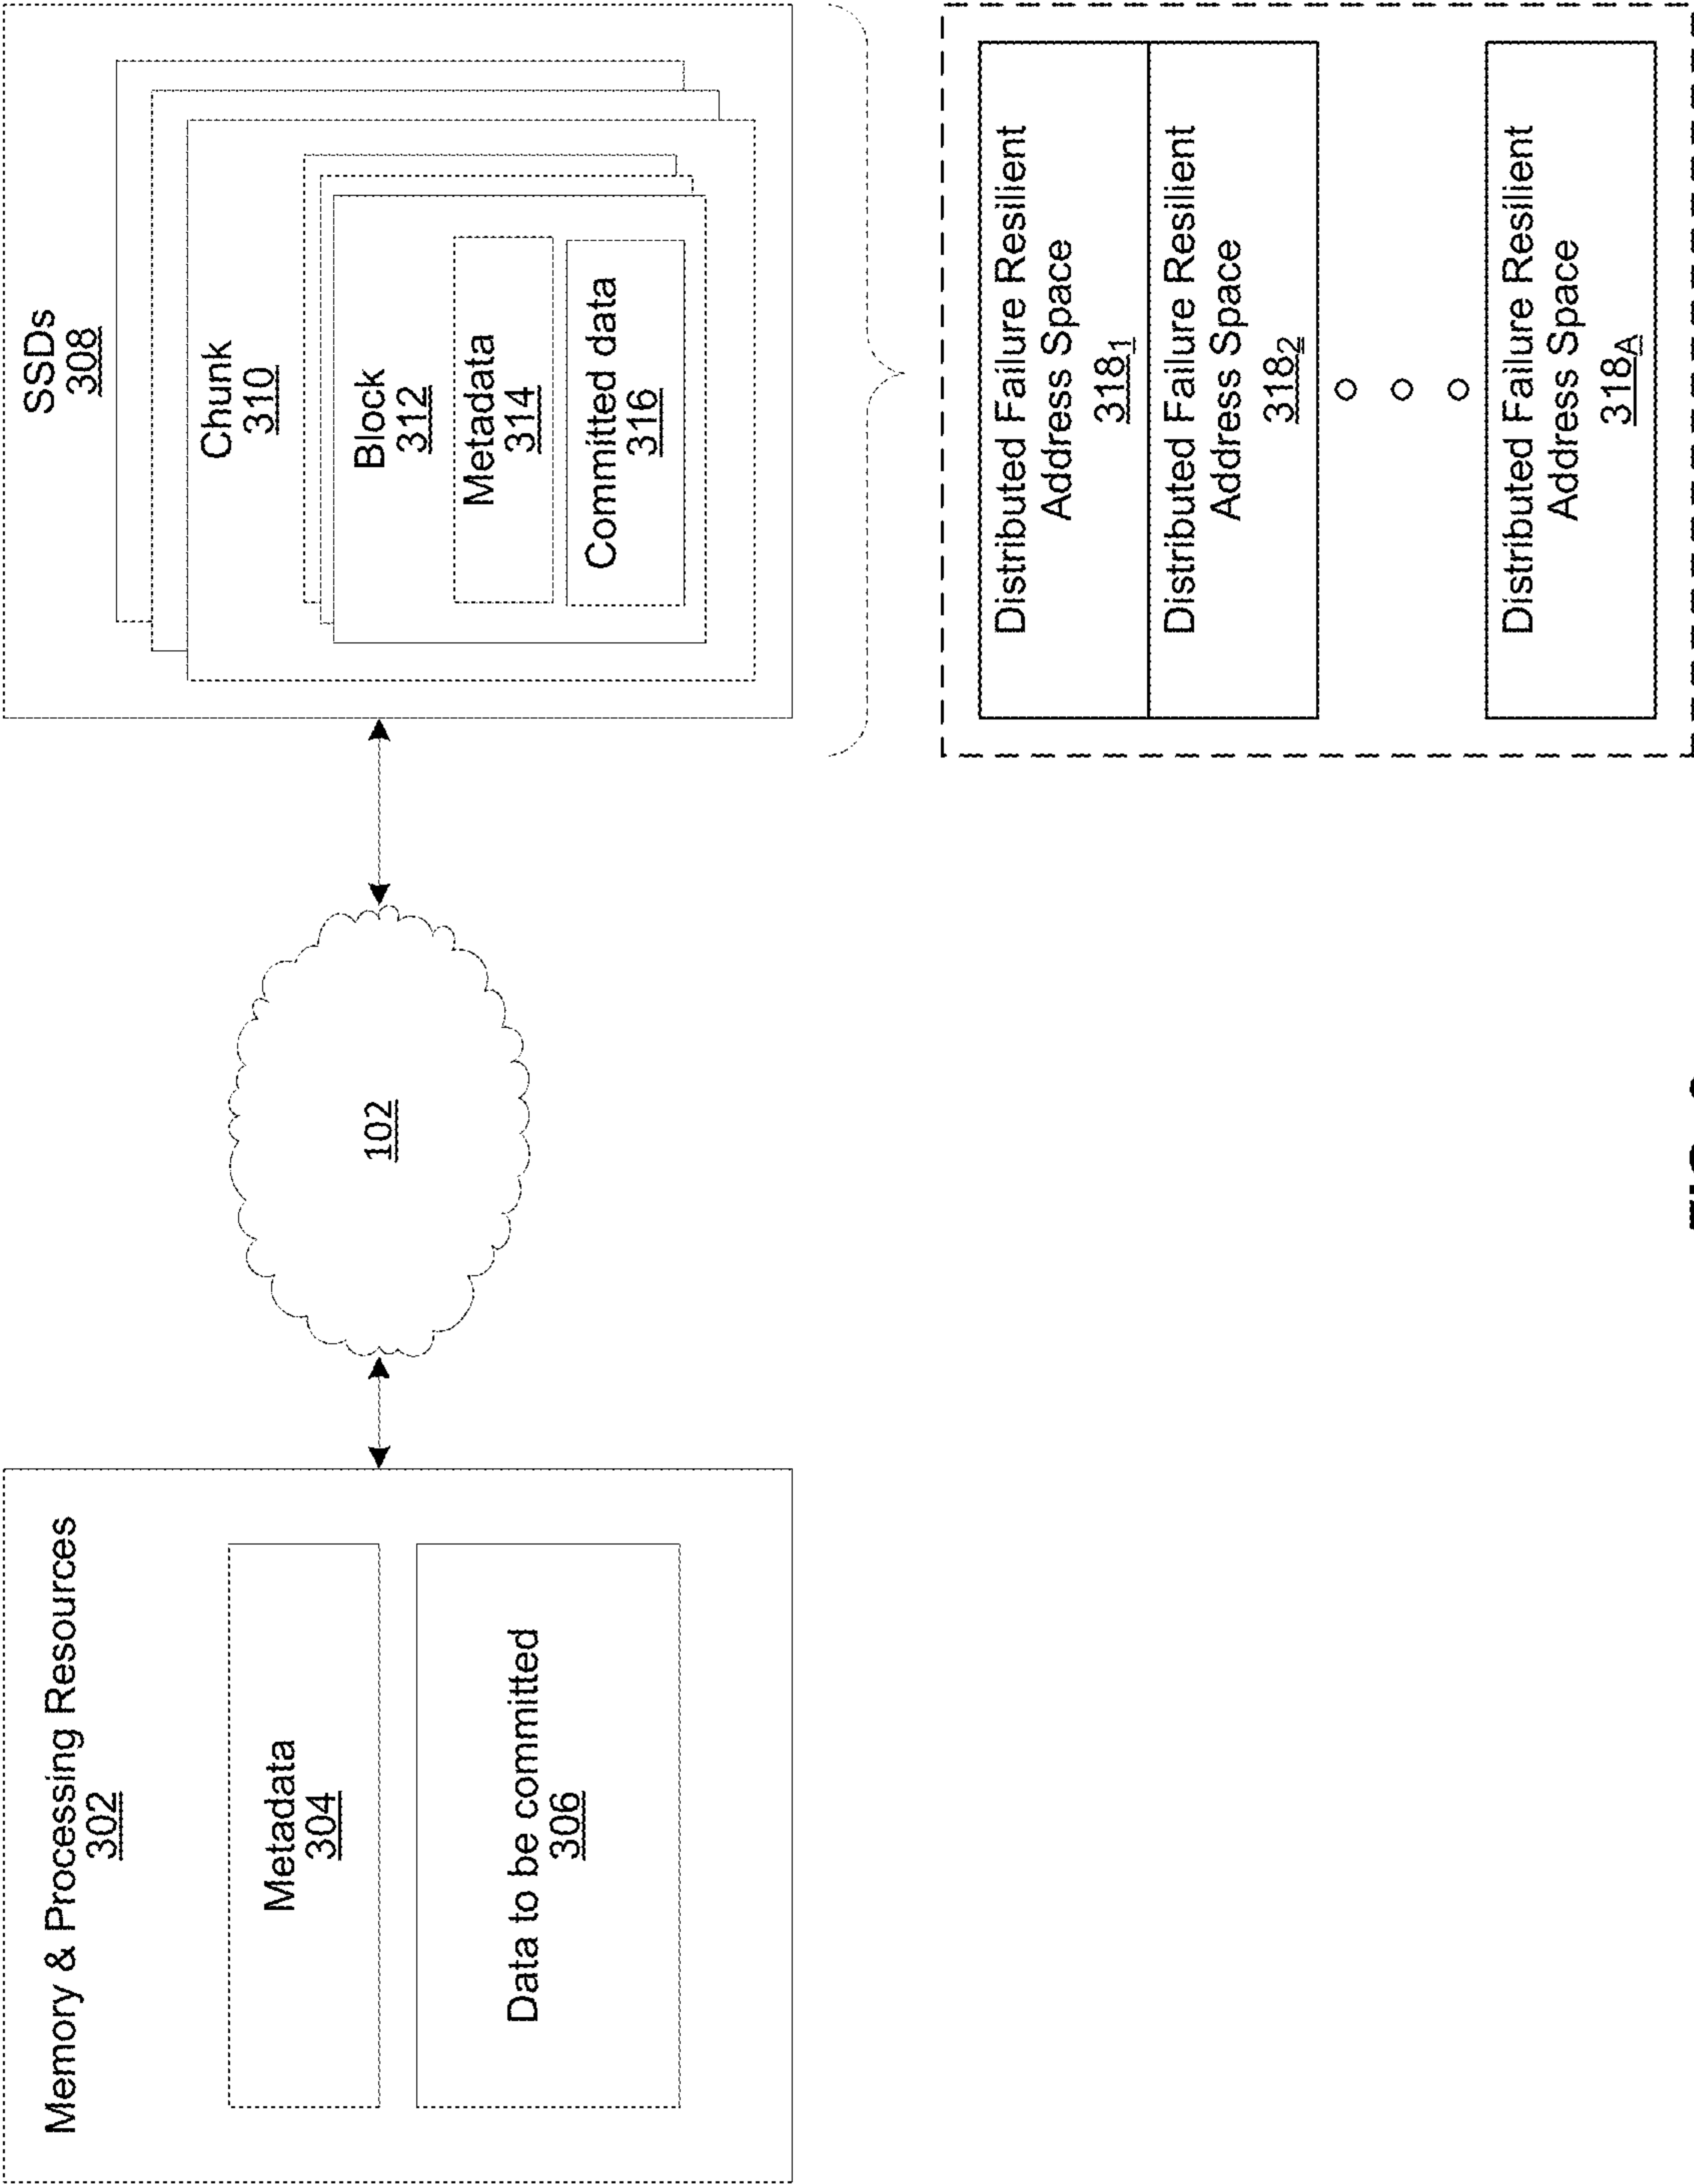 Memory & Processing Resources
302
Metadata
304
Data to be committed
306
102
SSDs
308
Chunk
310
Block
312
Metadata
314
Committed data
316
Distributed Failure Resilient
Address Space
318₁
Distributed Failure Resilient
Address Space
318₂
Distributed Failure Resilient
Address Space
318A